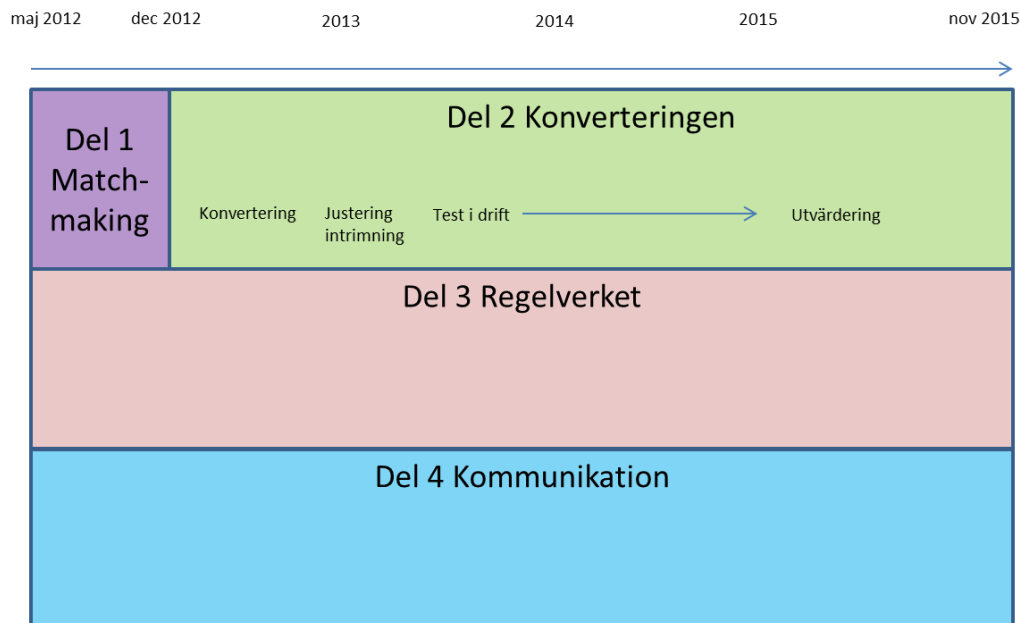 maj 2012 dec 2012 2013 2014 2015 nov 2015
Del 1
Match-
making
Del 2 Konverteringen
Konvertering
Justering
intrimning
Test i drift
Utvärdering
Del 3 Regelverket
Del 4 Kommunikation